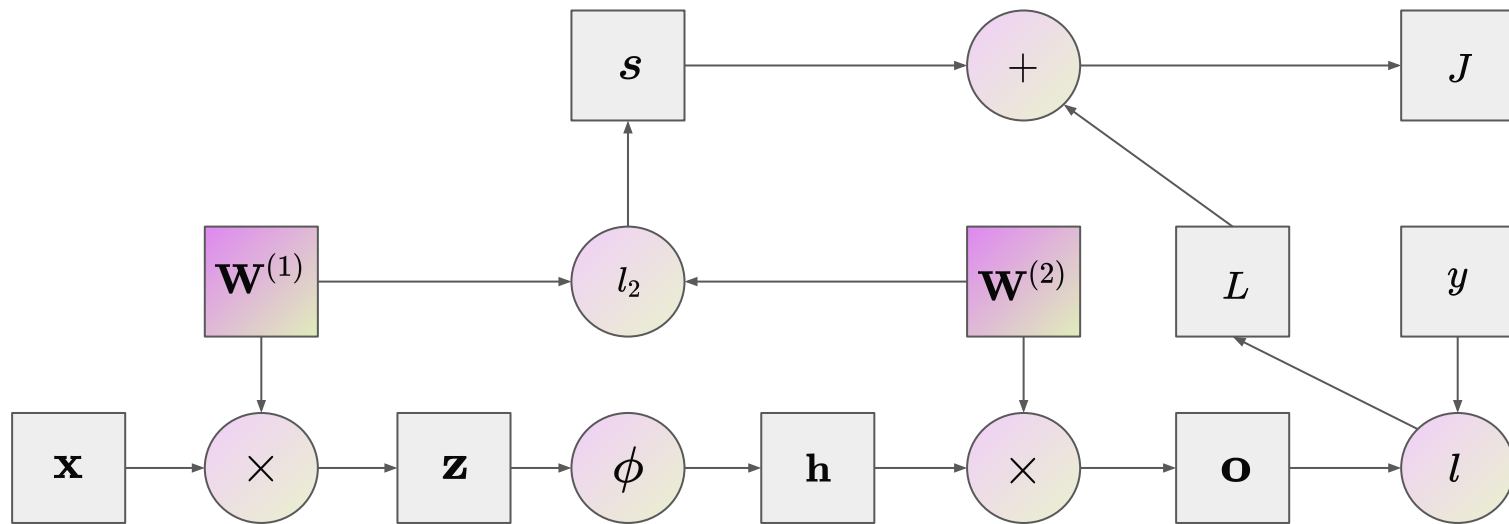 s + J
W^(1) l₂ W^(2) L y
x × z ϕ h × o l